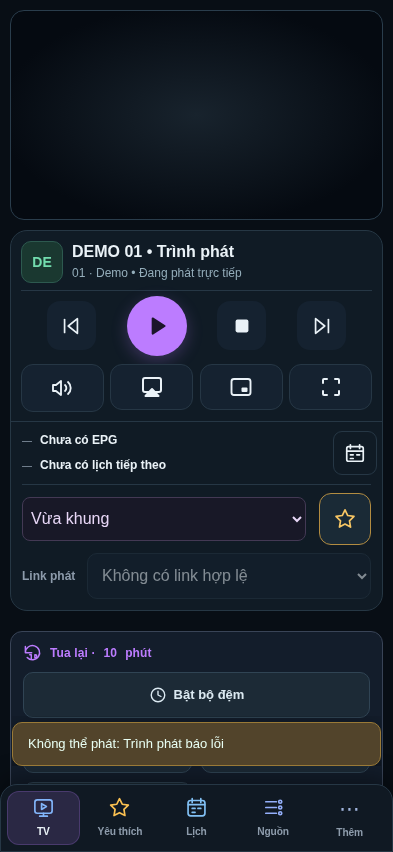 DE
DEMO 01 • Trình phát
01 · Demo • Đang phát trực tiếp
— Chưa có EPG
— Chưa có lịch tiếp theo
Vừa khung
Link phát
Không có link hợp lệ
Tua lại · 10 phút
Bật bộ đệm
Không thể phát: Trình phát báo lỗi
TV
Yêu thích
Lịch
Nguồn
Thêm